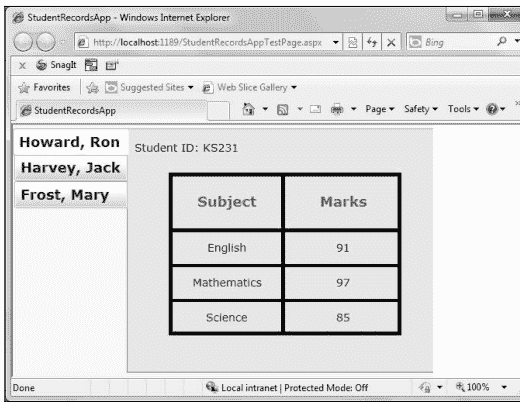 StudentRecordsApp - Windows Internet Explorer
http://localhost:1189/StudentRecordsAppTestPage.aspx Bing
x SnagIt
Favorites Suggested Sites Web Slice Gallery
StudentRecordsApp Page Safety Tools »
Howard, Ron
Harvey, Jack
Frost, Mary
Student ID: KS231
Subject Marks
English 91
Mathematics 97
Science 85
Done Local intranet | Protected Mode: Off 100%